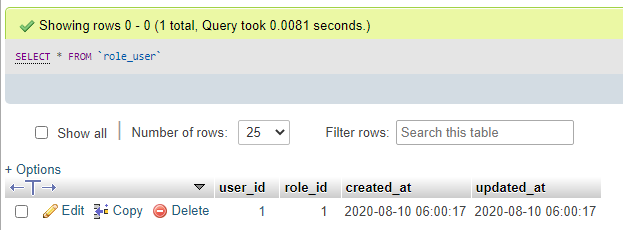 Showing rows 0 - 0 (1 total, Query took 0.0081 seconds.)
SELECT * FROM `role_user`
Show all | Number of rows: 25 Filter rows: Search this table
+ Options
←T→ user_id role_id created_at updated_at
Edit Copy Delete 1 1 2020-08-10 06:00:17 2020-08-10 06:00:17